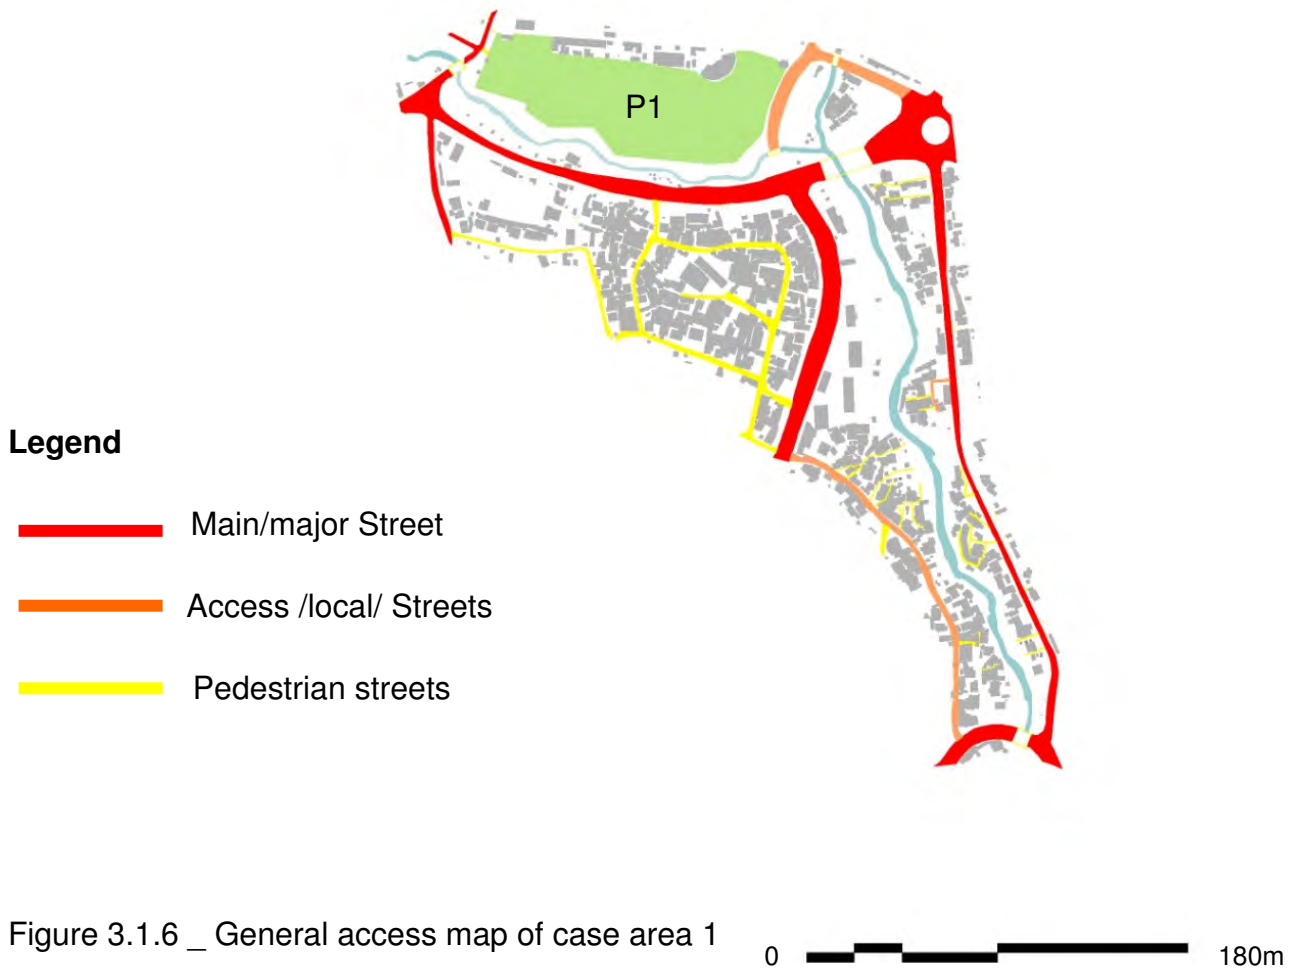 P1
Legend
Main/major Street
Access /local/ Streets
Pedestrian streets
Figure 3.1.6 _ General access map of case area 1
0 180m